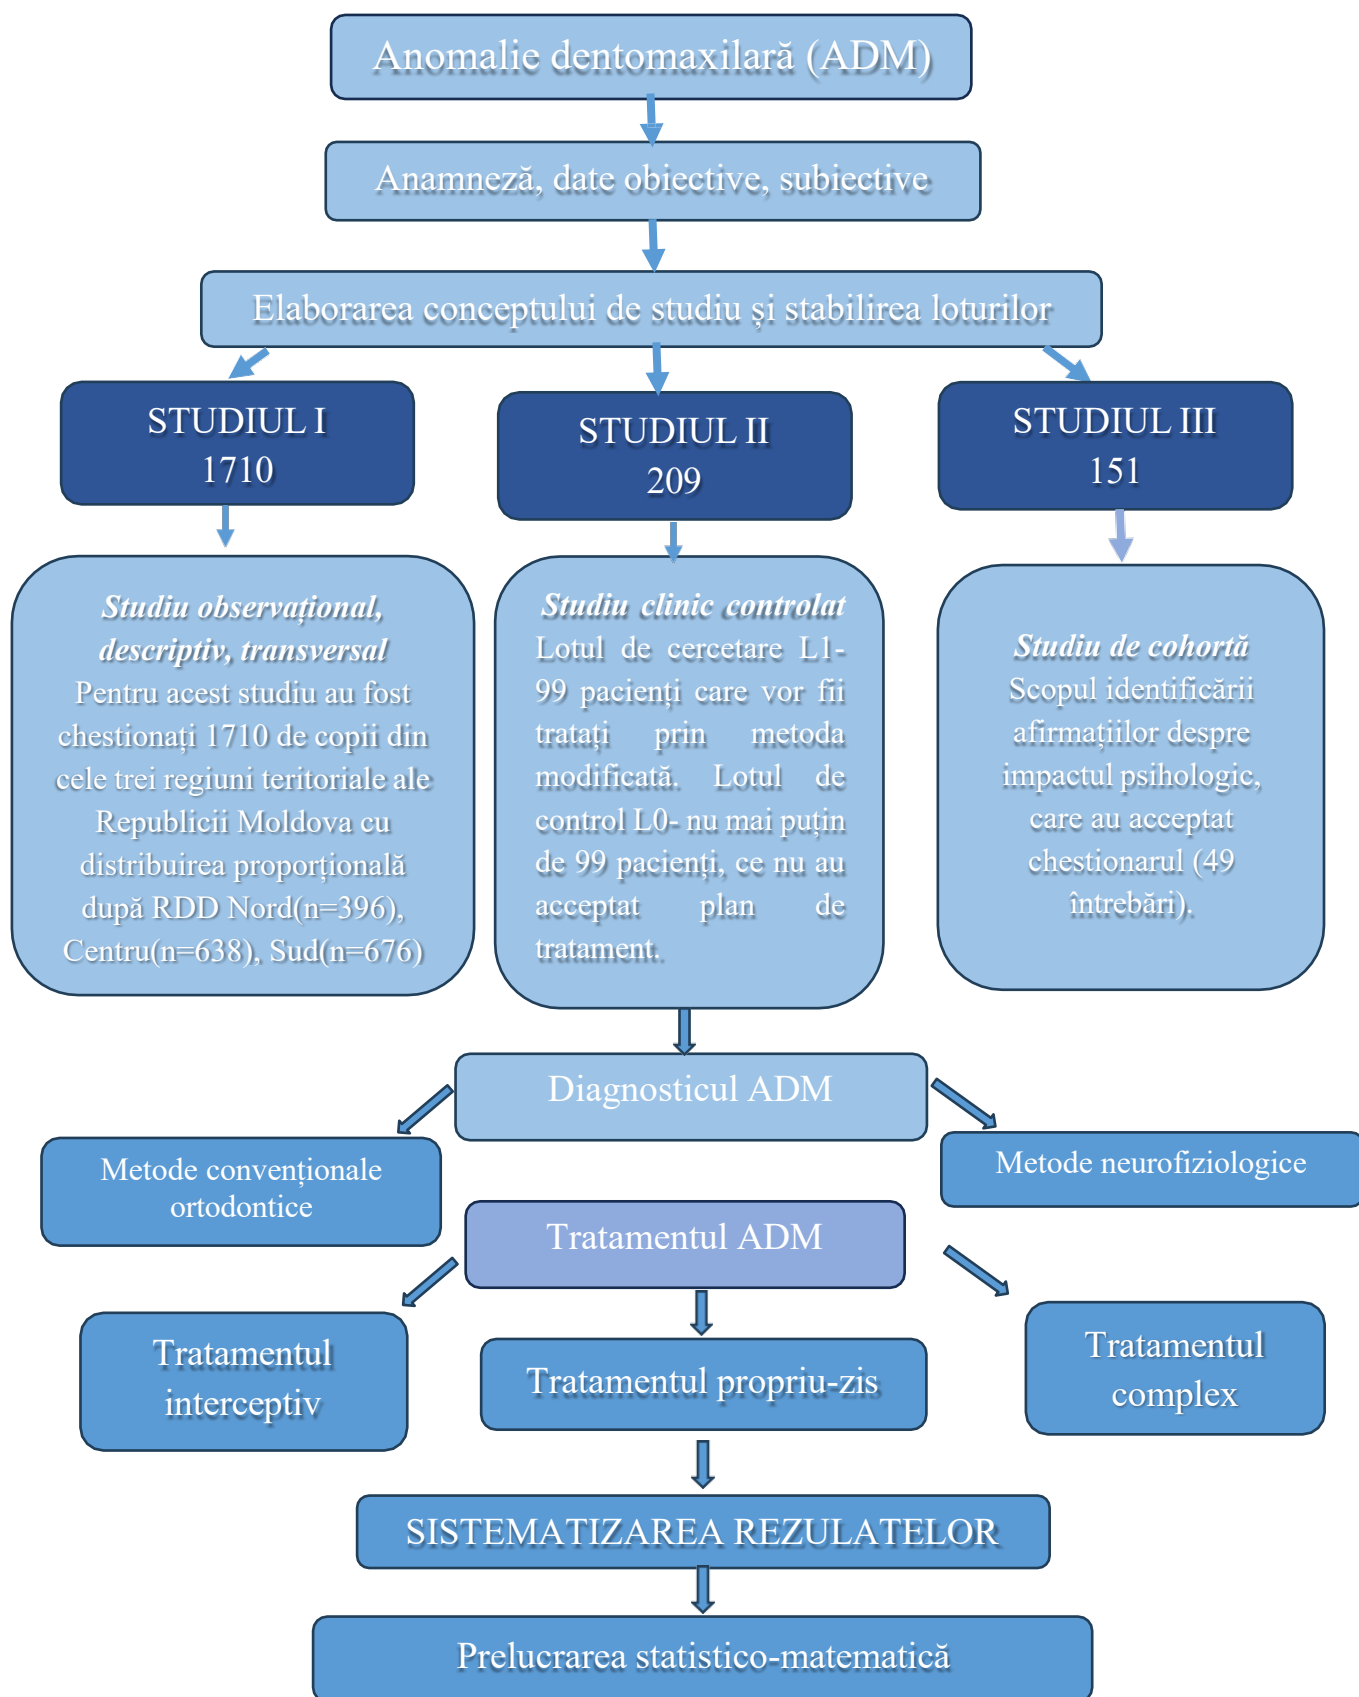 Anomalie dentomaxilară (ADM)
Anamneză, date obiective, subiective
Elaborarea conceptului de studiu și stabilirea loturilor
STUDIUL I
1710
STUDIUL II
209
STUDIUL III
151
Studiu observațional,
descriptiv, transversal
Pentru acest studiu au fost
chestionați 1710 de copii din
cele trei regiuni teritoriale ale
Republicii Moldova cu
distribuirea proporțională
după RDD Nord(n=396),
Centru(n=638), Sud(n=676)
Studiu clinic controlat
Lotul de cercetare L1-
99 pacienți care vor fii
tratați prin metoda
modificată. Lotul de
control L0- nu mai puțin
de 99 pacienți, ce nu au
acceptat plan de
tratament.
Studiu de cohortă
Scopul identificării
afirmațiilor despre
impactul psihologic,
care au acceptat
chestionarul (49
întrebări).
Diagnosticul ADM
Metode convenționale
ortodontice
Metode neurofiziologice
Tratamentul ADM
Tratamentul
interceptiv
Tratamentul propriu-zis
Tratamentul
complex
SISTEMATIZAREA REZULATELOR
Prelucrarea statistico-matematică